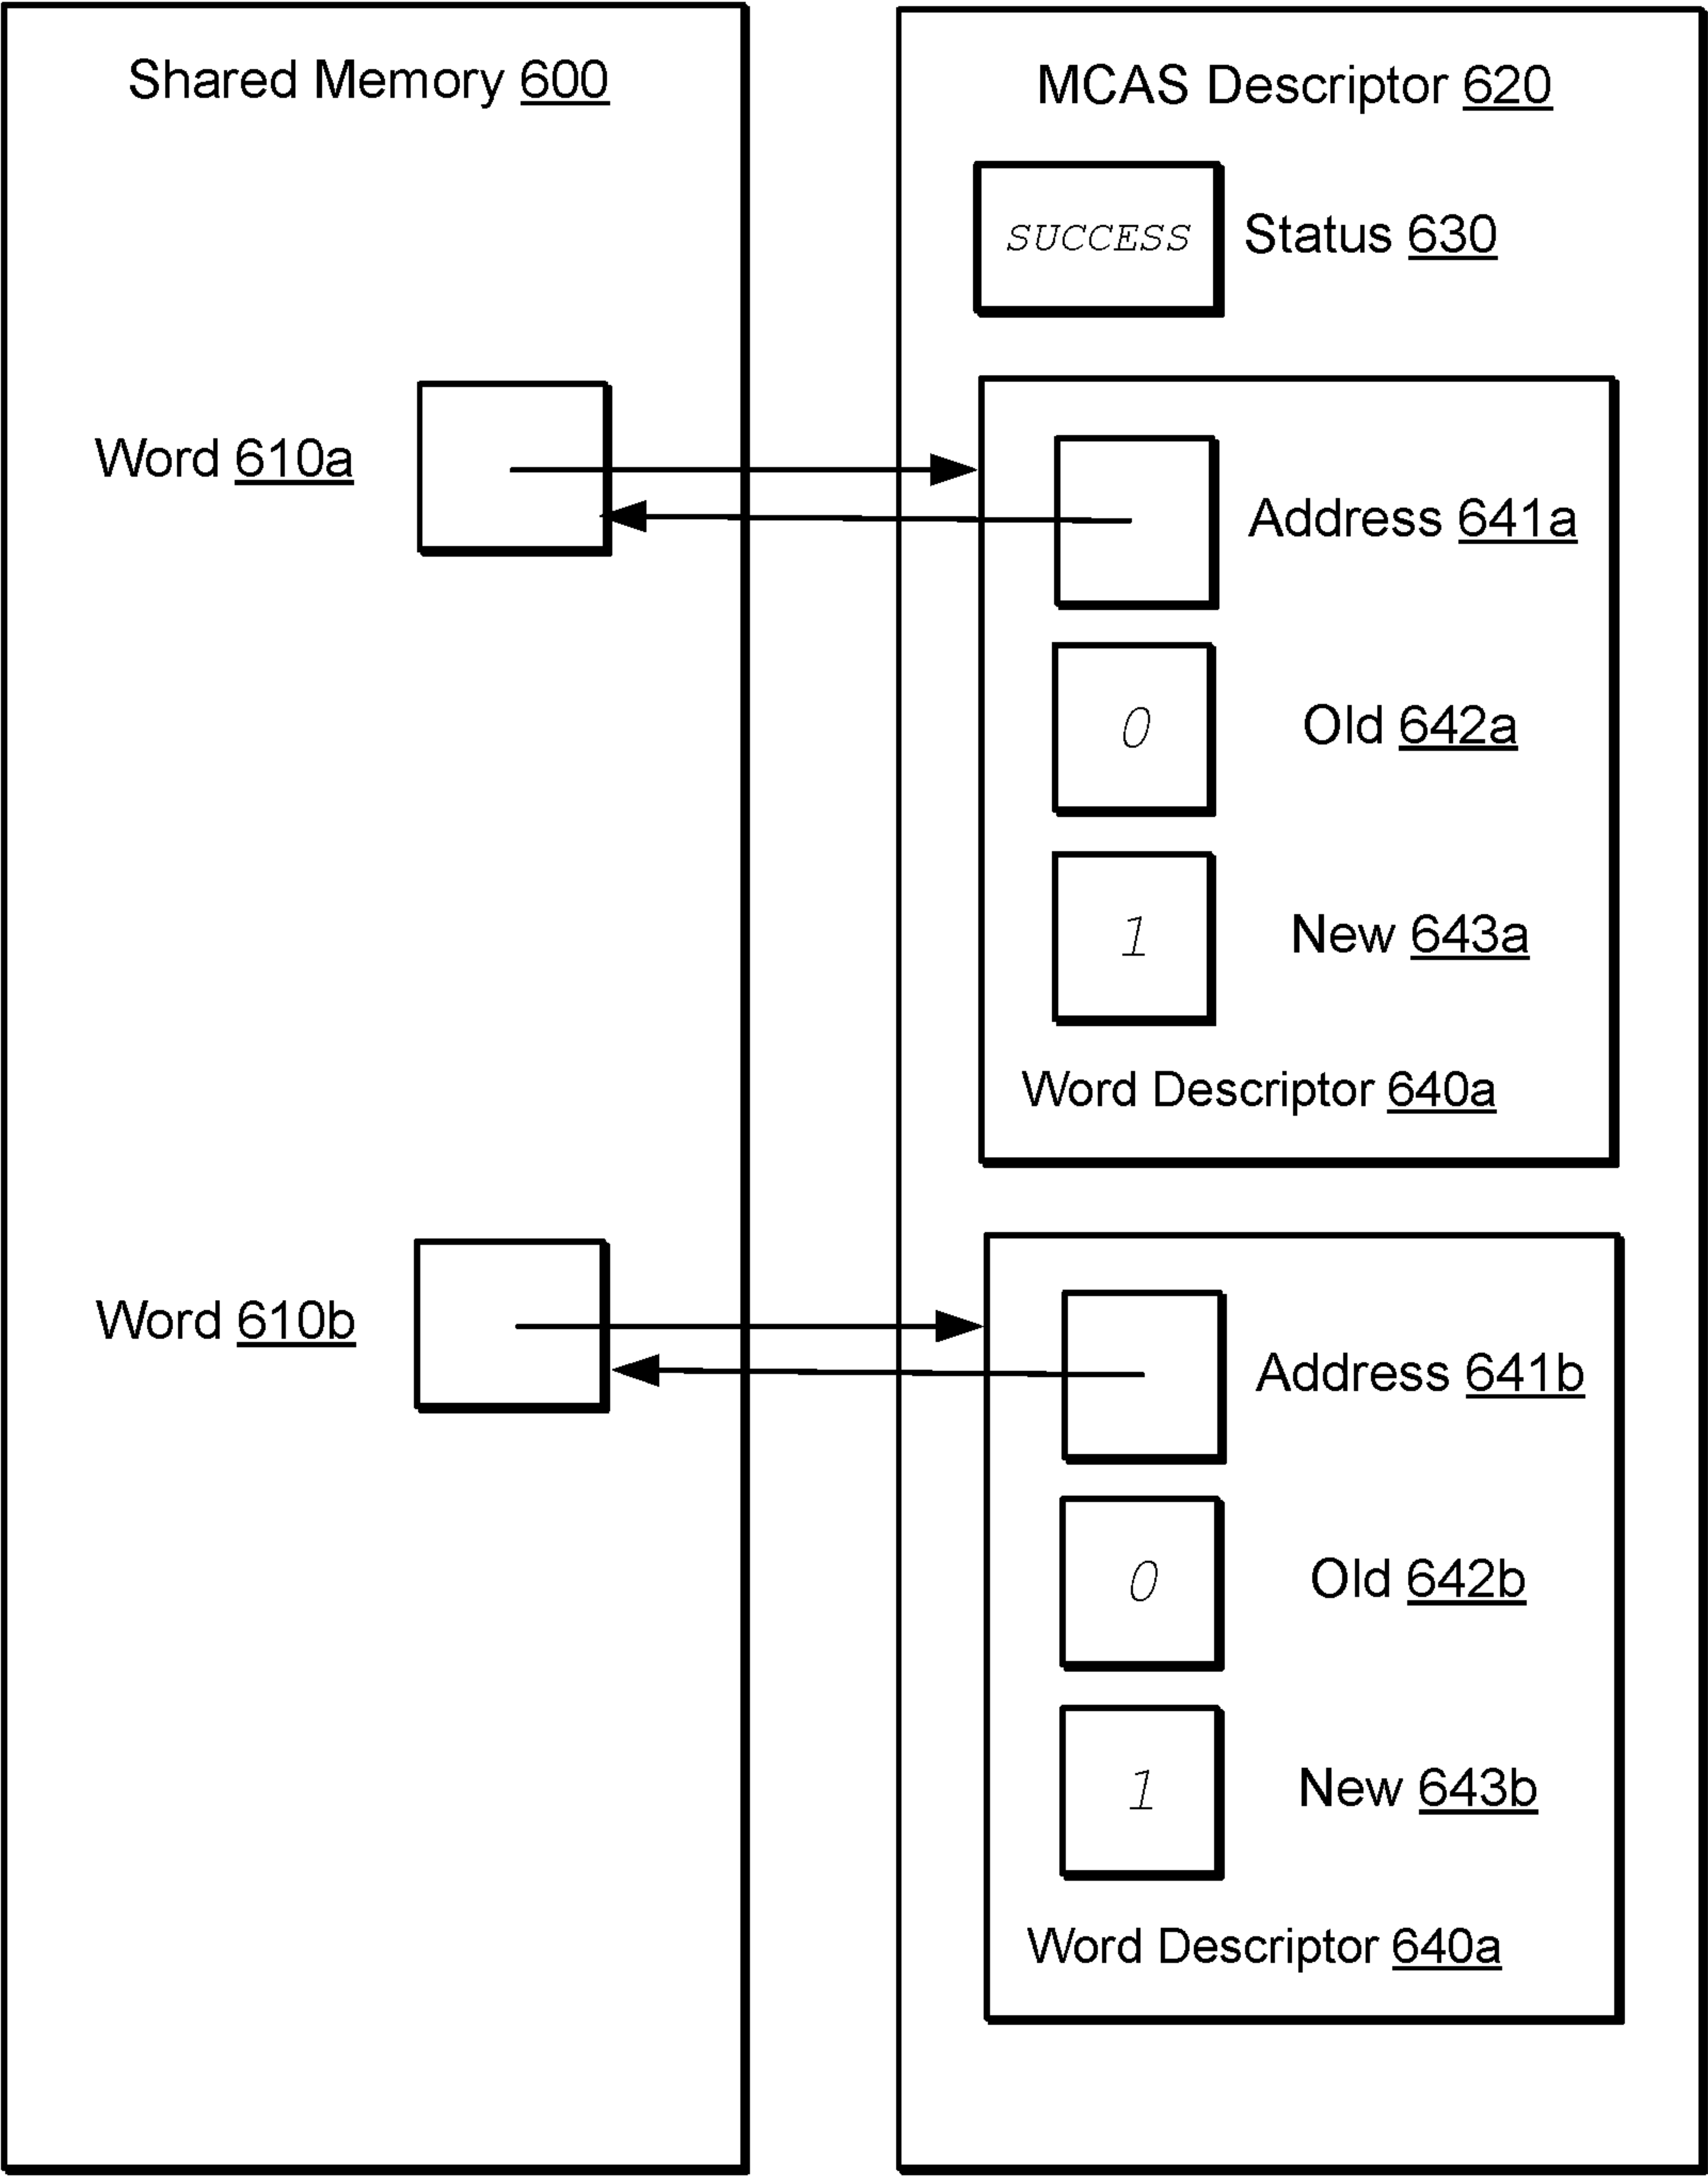 Shared Memory 600
MCAS Descriptor 620
SUCCESS Status 630
Word 610a
Address 641a
0 Old 642a
1 New 643a
Word Descriptor 640a
Word 610b
Address 641b
0 Old 642b
1 New 643b
Word Descriptor 640a